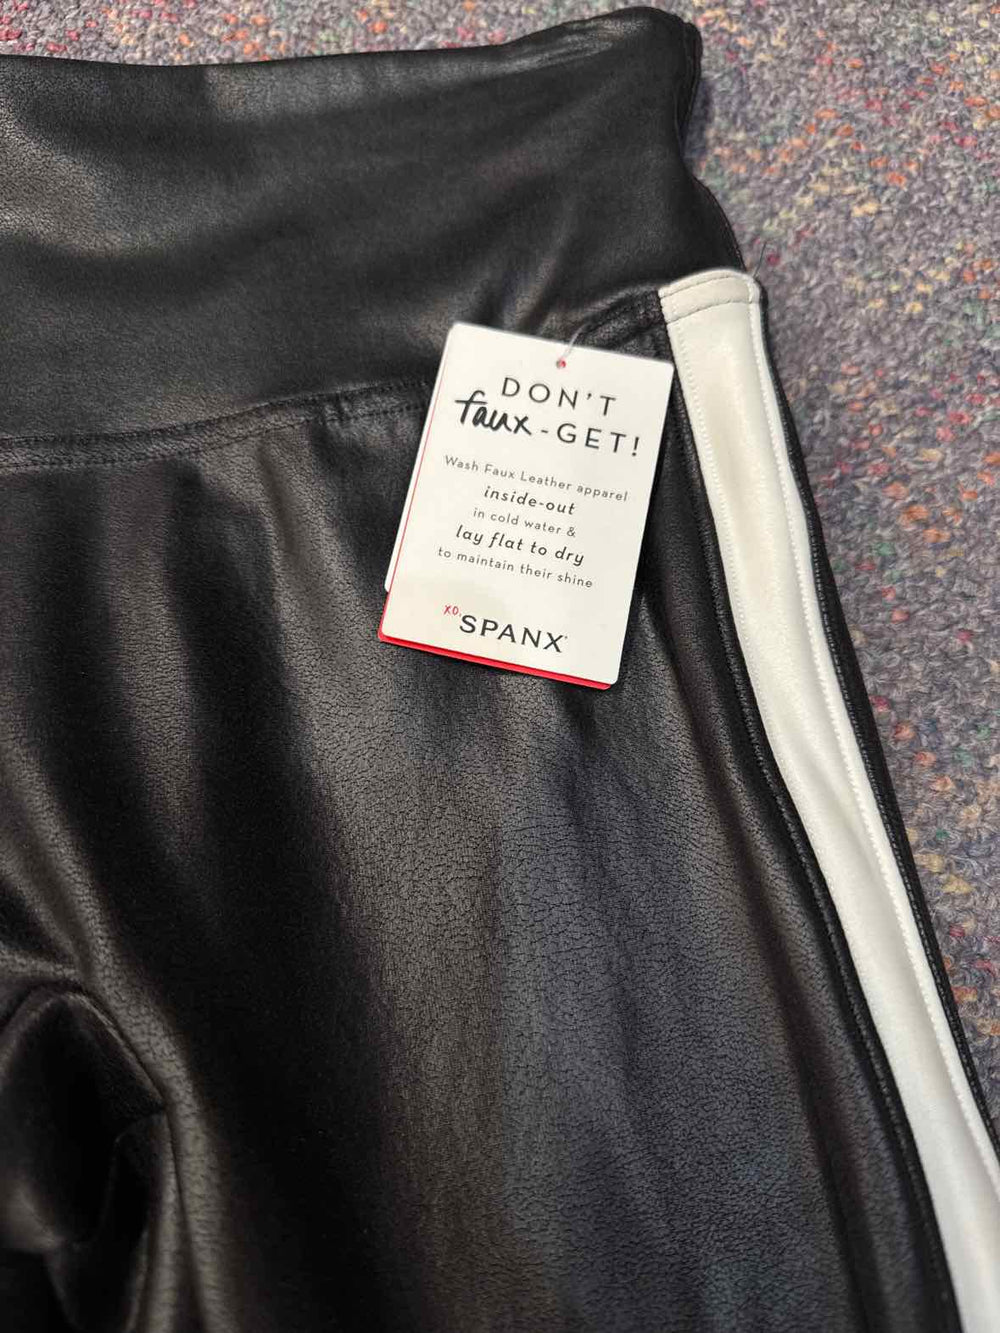 DON'T
faux-GET!
Wash Faux Leather apparel
inside-out
in cold water &
lay flat to dry
to maintain their shine
XO,
SPANX®